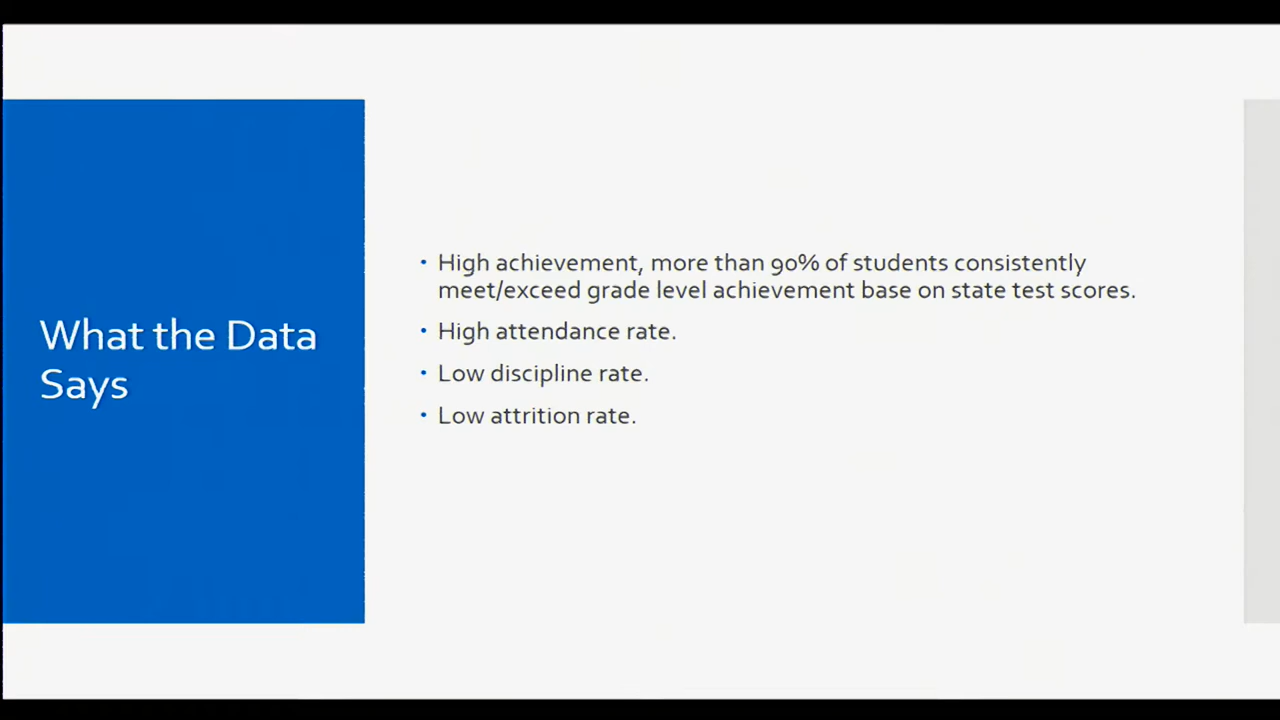 What the Data
Says
• High achievement, more than 90% of students consistently
meet/exceed grade level achievement base on state test scores.
• High attendance rate.
• Low discipline rate.
• Low attrition rate.